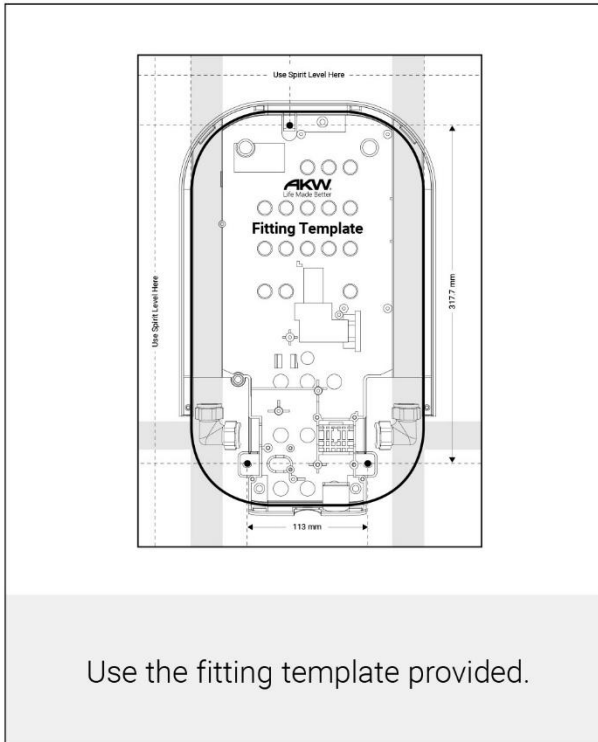 Use Spirit Level Here
AKW.
Life Made Better
Fitting Template
Use Spirit Level Here
317.7 mm
113 mm
Use the fitting template provided.